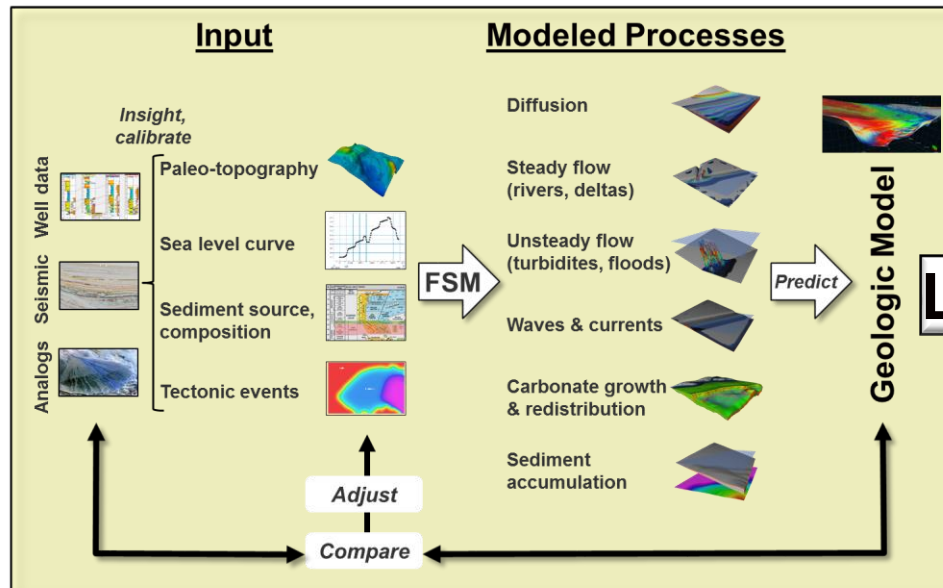 Input
Modeled Processes
Insight,
calibrate
Well data
Seismic
Analogs
Paleo-topography
Sea level curve
Sediment source,
composition
Tectonic events
FSM
Diffusion
Steady flow
(rivers, deltas)
Unsteady flow
(turbidites, floods)
Waves & currents
Carbonate growth
& redistribution
Sediment
accumulation
Predict
Geologic Model
L
Adjust
Compare